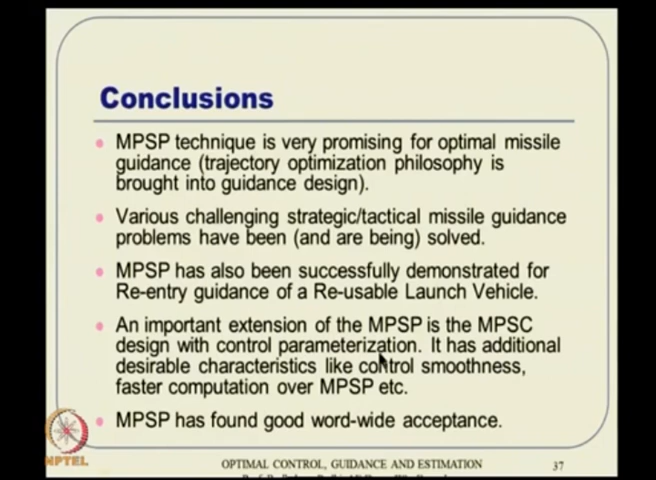 Conclusions
MPSP technique is very promising for optimal missile
guidance (trajectory optimization philosophy is
brought into guidance design).
Various challenging strategic/tactical missile guidance
problems have been (and are being) solved.
MPSP has also been successfully demonstrated for
Re-entry guidance of a Re-usable Launch Vehicle.
An important extension of the MPSP is the MPSC
design with control parameterization. It has additional
desirable characteristics like control smoothness,
faster computation over MPSP etc.
MPSP has found good word-wide acceptance.
NPTEL
OPTIMAL CONTROL, GUIDANCE AND ESTIMATION
37